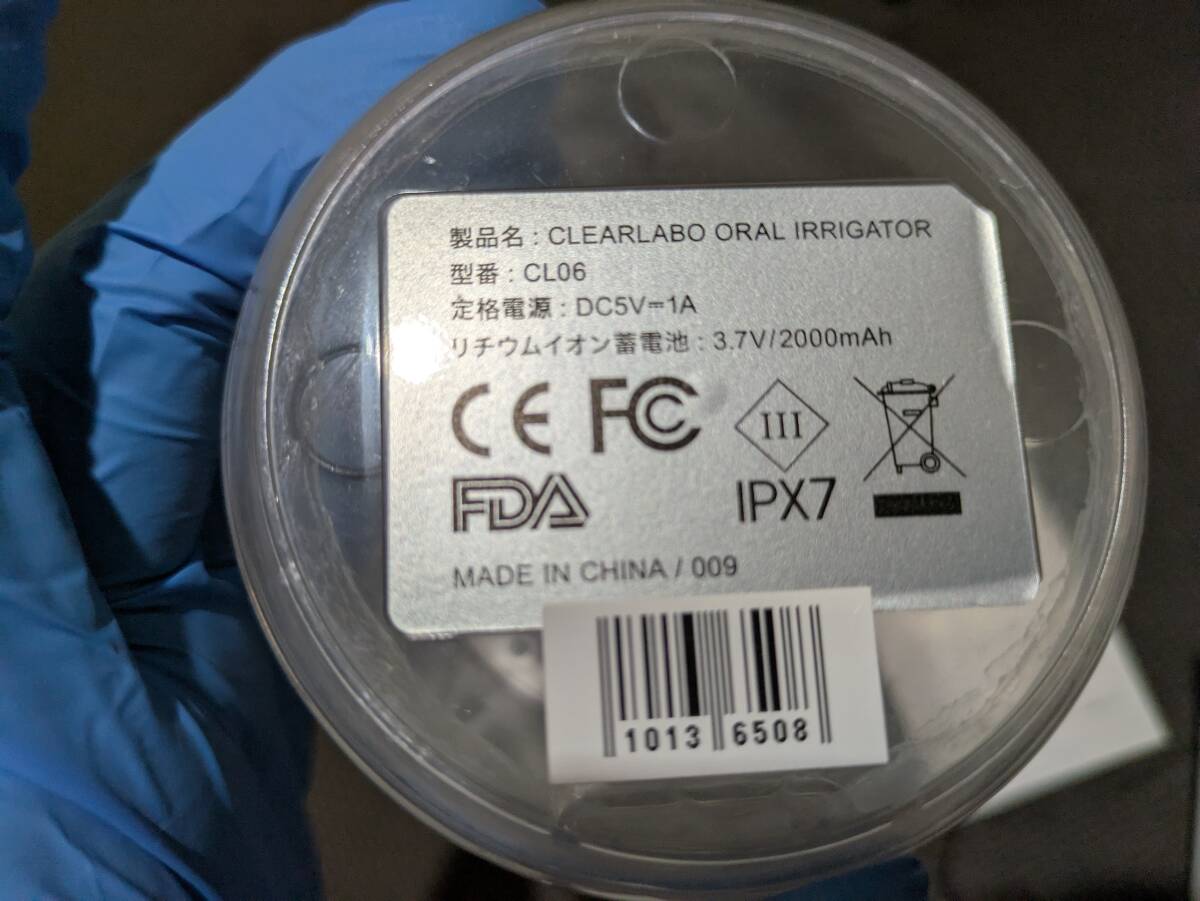 製品名 : CLEARLABO ORAL IRRIGATOR
型番 : CL06
定格電源 : DC5V=1A
リチウムイオン蓄電池 : 3.7V/2000mAh
CE FC III
FDA IPX7
MADE IN CHINA / 009
1013 6508